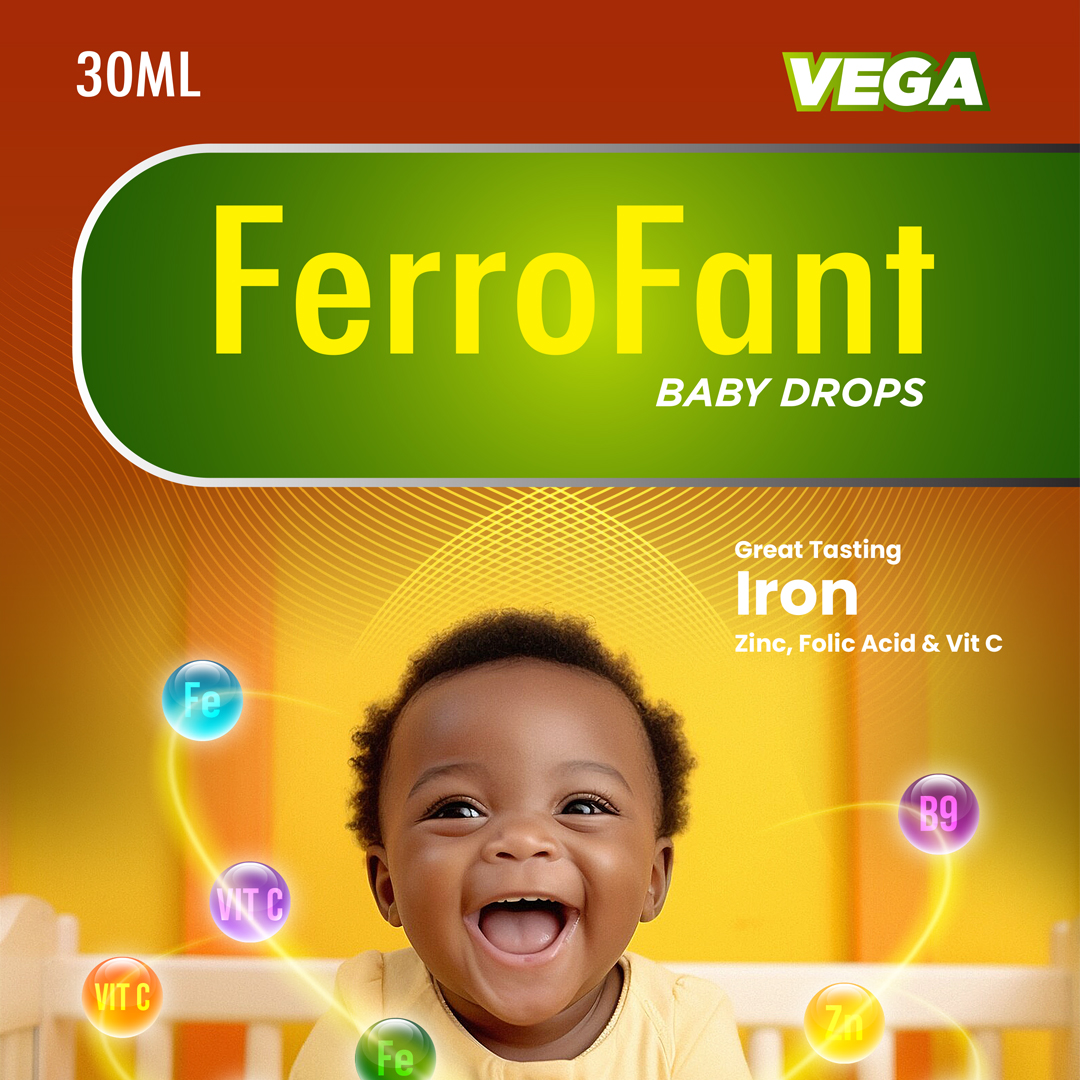 30ML
VEGA
FerroFant
BABY DROPS
Great Tasting
Iron
Zinc, Folic Acid & Vit C
Fe
B9
VIT C
VIT C
Zn
Fe